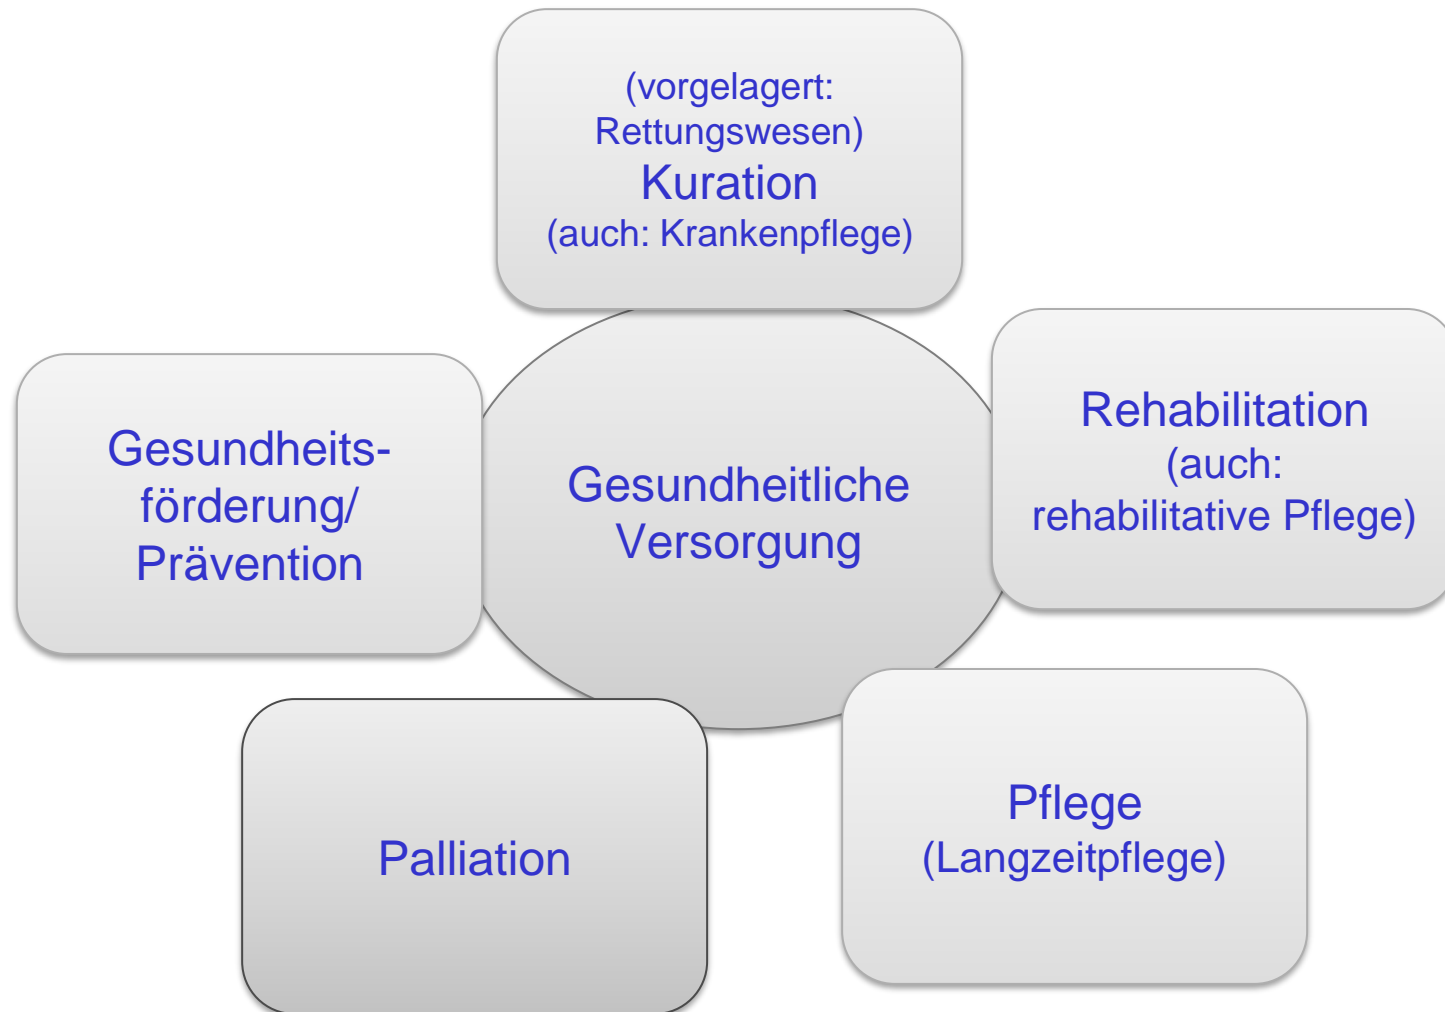 (vorgelagert:
Rettungswesen)
Kuration
(auch: Krankenpflege)
Gesundheits-
förderung/
Prävention
Gesundheitliche
Versorgung
Rehabilitation
(auch:
rehabilitative Pflege)
Palliation
Pflege
(Langzeitpflege)